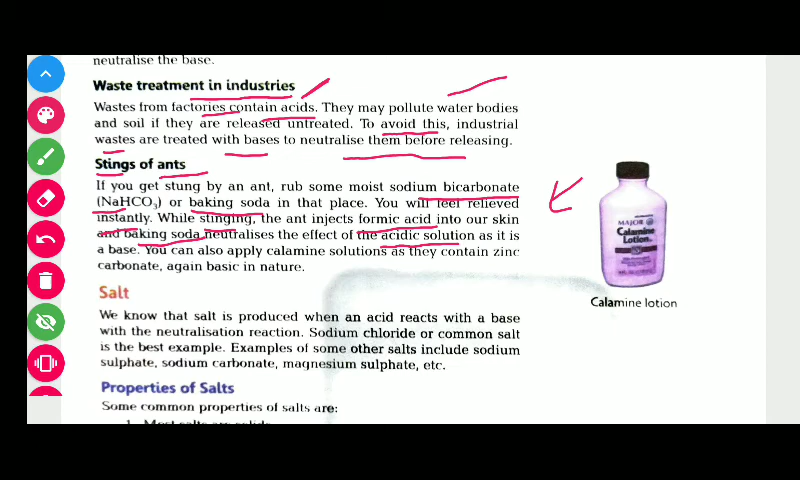 neutralise the base.
Waste treatment in industries
Wastes from factories contain acids. They may pollute water bodies
and soil if they are released untreated. To avoid this, industrial
wastes are treated with bases to neutralise them before releasing.
Stings of ants
If you get stung by an ant, rub some moist sodium bicarbonate
(NaHCO₃) or baking soda in that place. You will feel relieved
instantly. While stinging, the ant injects formic acid into our skin
and baking soda neutralises the effect of the acidic solution as it is
a base. You can also apply calamine solutions as they contain zinc
carbonate, again basic in nature.
MAJOR
Calamine
Lotion
Calamine lotion
Salt
We know that salt is produced when an acid reacts with a base
with the neutralisation reaction. Sodium chloride or common salt
is the best example. Examples of some other salts include sodium
sulphate, sodium carbonate, magnesium sulphate, etc.
Properties of Salts
Some common properties of salts are:
1. Most salts are solids